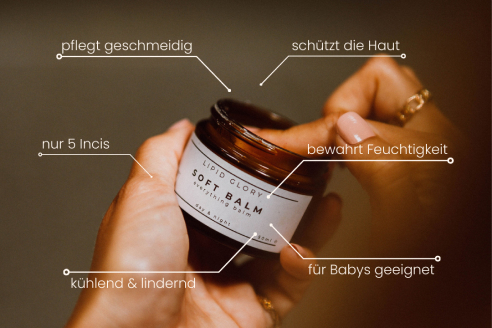 pflegt geschmeidig
schützt die Haut
nur 5 Incis
bewahrt Feuchtigkeit
LIPID GLORY
SOFT BALM
everything balm
day & night
für Babys geeignet
kühlend & lindernd